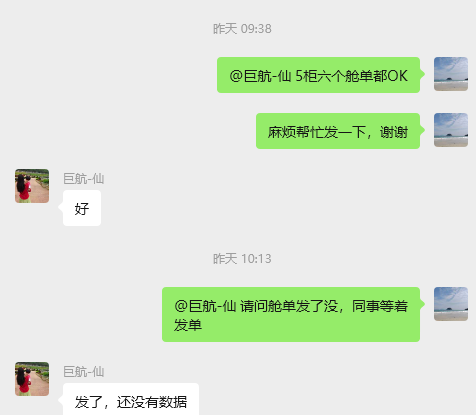 昨天 09:38
@巨航-仙 5柜六个舱单都OK
麻烦帮忙发一下，谢谢
巨航-仙
好
昨天 10:13
@巨航-仙 请问舱单发了没，同事等着
发单
巨航-仙
发了，还没有数据